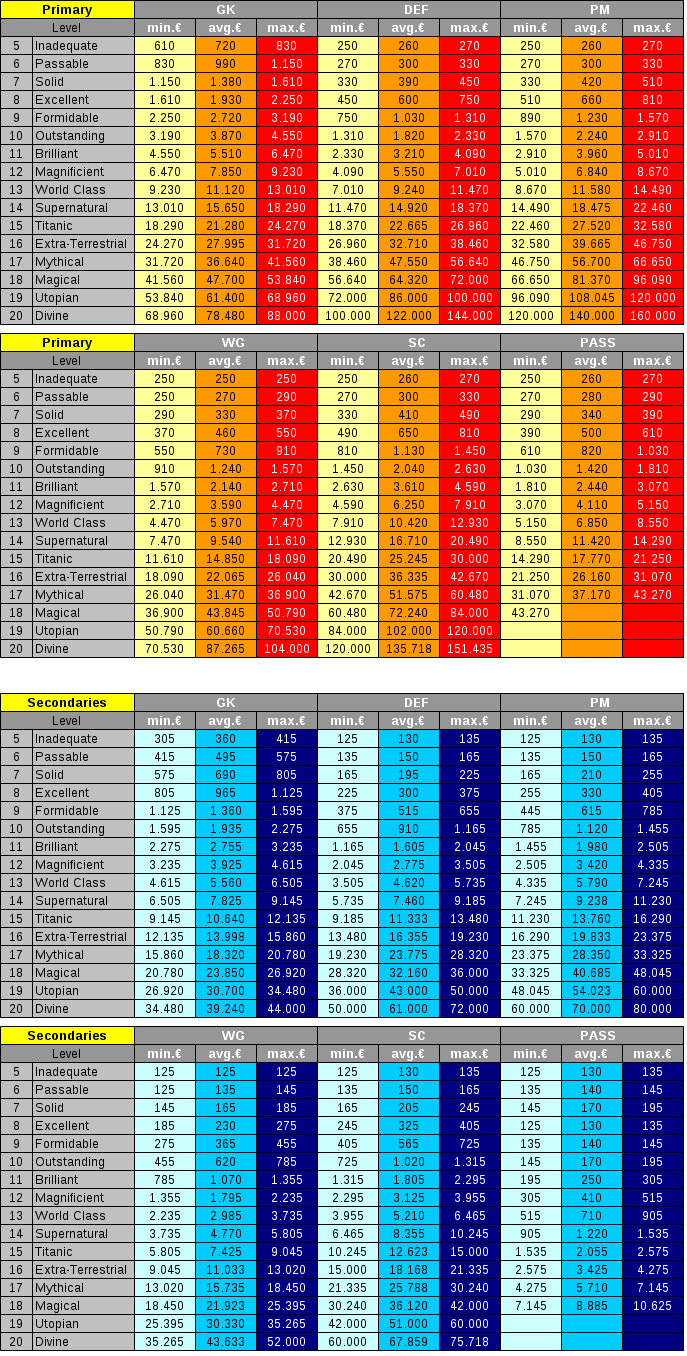 Primary GK DEF PM
Level min.€ avg.€ max.€ min.€ avg.€ max.€ min.€ avg.€ max.€
5 Inadequate 610 720 830 250 260 270 250 260 270
6 Passable 830 990 1.150 270 300 330 270 300 330
7 Solid 1.150 1.380 1.610 330 390 450 330 420 510
8 Excellent 1.610 1.930 2.250 450 600 750 510 660 810
9 Formidable 2.250 2.720 3.190 750 1.030 1.310 890 1.230 1.570
10 Outstanding 3.190 3.870 4.550 1.310 1.820 2.330 1.570 2.240 2.910
11 Brilliant 4.550 5.510 6.470 2.330 3.210 4.090 2.910 3.960 5.010
12 Magnificient 6.470 7.850 9.230 4.090 5.550 7.010 5.010 6.840 8.670
13 World Class 9.230 11.120 13.010 7.010 9.240 11.470 8.670 11.580 14.490
14 Supernatural 13.010 15.650 18.290 11.470 14.920 18.370 14.490 18.475 22.460
15 Titanic 18.290 21.280 24.270 18.370 22.665 26.960 22.460 27.520 32.580
16 Extra-Terrestrial 24.270 27.995 31.720 26.960 32.710 38.460 32.580 39.665 46.750
17 Mythical 31.720 36.640 41.560 38.460 47.550 56.640 46.750 56.700 66.650
18 Magical 41.560 47.700 53.840 56.640 64.320 72.000 66.650 81.370 96.090
19 Utopian 53.840 61.400 68.960 72.000 86.000 100.000 96.090 108.045 120.000
20 Divine 68.960 78.480 88.000 100.000 122.000 144.000 120.000 140.000 160.000
Primary WG SC PASS
Level min.€ avg.€ max.€ min.€ avg.€ max.€ min.€ avg.€ max.€
5 Inadequate 250 250 250 250 260 270 250 260 270
6 Passable 250 270 290 270 300 330 270 280 290
7 Solid 290 330 370 330 410 490 290 340 390
8 Excellent 370 460 550 490 650 810 390 500 610
9 Formidable 550 730 910 810 1.130 1.450 610 820 1.030
10 Outstanding 910 1.240 1.570 1.450 2.040 2.630 1.030 1.420 1.810
11 Brilliant 1.570 2.140 2.710 2.630 3.610 4.590 1.810 2.440 3.070
12 Magnificient 2.710 3.590 4.470 4.590 6.250 7.910 3.070 4.110 5.150
13 World Class 4.470 5.970 7.470 7.910 10.420 12.930 5.150 6.850 8.550
14 Supernatural 7.470 9.540 11.610 12.930 16.710 20.490 8.550 11.420 14.290
15 Titanic 11.610 14.850 18.090 20.490 25.245 30.000 14.290 17.770 21.250
16 Extra-Terrestrial 18.090 22.065 26.040 30.000 36.335 42.670 21.250 26.160 31.070
17 Mythical 26.040 31.470 36.900 42.670 51.575 60.480 31.070 37.170 43.270
18 Magical 36.900 43.845 50.790 60.480 72.240 84.000 43.270
19 Utopian 50.790 60.660 70.530 84.000 102.000 120.000
20 Divine 70.530 87.265 104.000 120.000 135.718 151.435
Secondaries GK DEF PM
Level min.€ avg.€ max.€ min.€ avg.€ max.€ min.€ avg.€ max.€
5 Inadequate 305 360 415 125 130 135 125 130 135
6 Passable 415 495 575 135 150 165 135 150 165
7 Solid 575 690 805 165 195 225 165 210 255
8 Excellent 805 965 1.125 225 300 375 255 330 405
9 Formidable 1.125 1.360 1.595 375 515 655 445 615 785
10 Outstanding 1.595 1.935 2.275 655 910 1.165 785 1.120 1.455
11 Brilliant 2.275 2.755 3.235 1.165 1.605 2.045 1.455 1.980 2.505
12 Magnificient 3.235 3.925 4.615 2.045 2.775 3.505 2.505 3.420 4.335
13 World Class 4.615 5.560 6.505 3.505 4.620 5.735 4.335 5.790 7.245
14 Supernatural 6.505 7.825 9.145 5.735 7.460 9.185 7.245 9.238 11.230
15 Titanic 9.145 10.640 12.135 9.185 11.333 13.480 11.230 13.760 16.290
16 Extra-Terrestrial 12.135 13.998 15.860 13.480 16.355 19.230 16.290 19.833 23.375
17 Mythical 15.860 18.320 20.780 19.230 23.775 28.320 23.375 28.350 33.325
18 Magical 20.780 23.850 26.920 28.320 32.160 36.000 33.325 40.685 48.045
19 Utopian 26.920 30.700 34.480 36.000 43.000 50.000 48.045 54.023 60.000
20 Divine 34.480 39.240 44.000 50.000 61.000 72.000 60.000 70.000 80.000
Secondaries WG SC PASS
Level min.€ avg.€ max.€ min.€ avg.€ max.€ min.€ avg.€ max.€
5 Inadequate 125 125 125 125 130 135 125 130 135
6 Passable 125 135 145 135 150 165 135 140 145
7 Solid 145 165 185 165 205 245 145 170 195
8 Excellent 185 230 275 245 325 405 125 130 135
9 Formidable 275 365 455 405 565 725 135 140 145
10 Outstanding 455 620 785 725 1.020 1.315 145 170 195
11 Brilliant 785 1.070 1.355 1.315 1.805 2.295 195 250 305
12 Magnificient 1.355 1.795 2.235 2.295 3.125 3.955 305 410 515
13 World Class 2.235 2.985 3.735 3.955 5.210 6.465 515 710 905
14 Supernatural 3.735 4.770 5.805 6.465 8.355 10.245 905 1.220 1.535
15 Titanic 5.805 7.425 9.045 10.245 12.623 15.000 1.535 2.055 2.575
16 Extra-Terrestrial 9.045 11.033 13.020 15.000 18.168 21.335 2.575 3.425 4.275
17 Mythical 13.020 15.735 18.450 21.335 25.788 30.240 4.275 5.710 7.145
18 Magical 18.450 21.923 25.395 30.240 36.120 42.000 7.145 8.885 10.625
19 Utopian 25.395 30.330 35.265 42.000 51.000 60.000
20 Divine 35.265 43.633 52.000 60.000 67.859 75.718